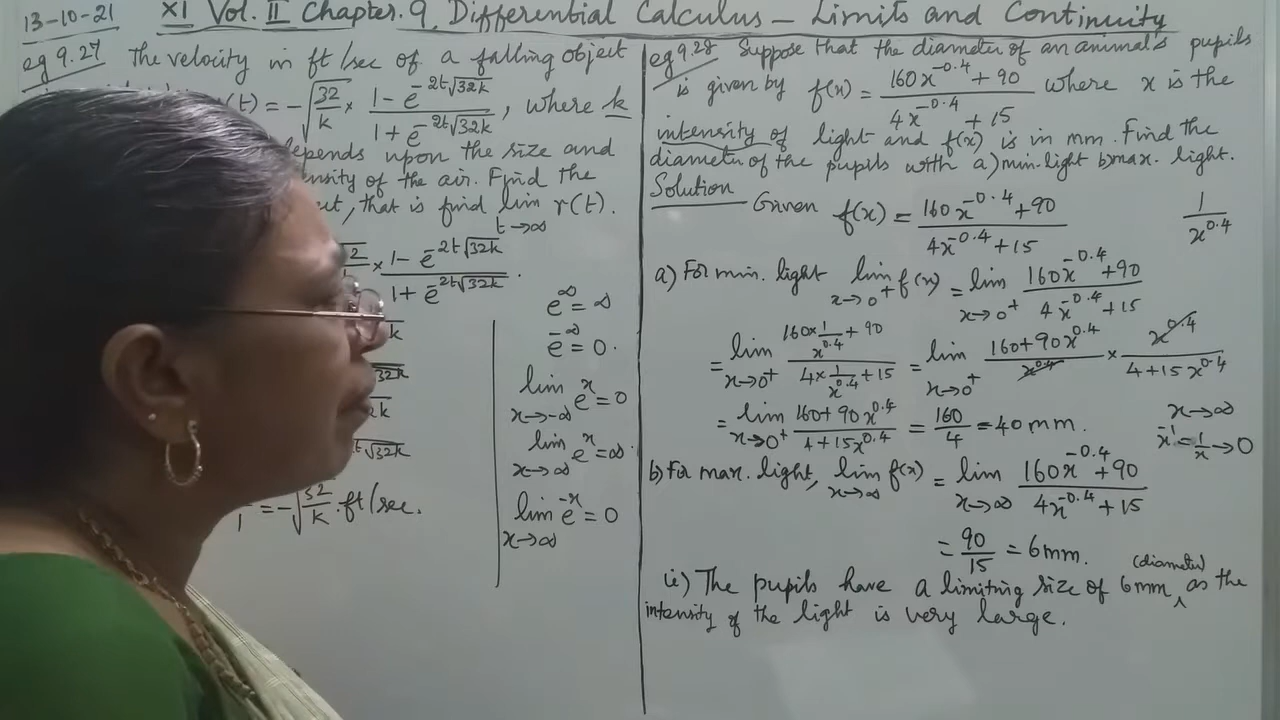 13-10-21 XI Vol. II Chapter. 9. Differential Calculus – Limits and Continuity
eg 9.27 The velocity in ft/sec of a falling object
(t) = -√(32/k) × (1 - e^(-2t√(32k)))/(1 + e^(-2t√(32k))), where k
depends upon the size and
ensity of the air. Find the
, that is find lim t→∞ r(t).
× (1 - e^(-2t√(32k)))/(1 + e^(-2t√(32k))).
= -√(32/k) ft/sec.
e^∞ = ∞
e^(-∞) = 0.
lim x→-∞ e^x = 0
lim x→∞ e^x = ∞
lim x→∞ e^(-x) = 0
eg 9.28 Suppose that the diameter of an animal's pupils
is given by f(x) = (160x^(-0.4) + 90)/(4x^(-0.4) + 15) where x is the
intensity of light and f(x) is in mm. Find the
diameter of the pupils with a) min. light b) max. light.
Solution Given f(x) = (160x^(-0.4) + 90)/(4x^(-0.4) + 15) 1/x^(0.4)
a) For min. light lim x→0⁺ f(x) = lim x→0⁺ (160x^(-0.4) + 90)/(4x^(-0.4) + 15)
= lim x→0⁺ (160 × 1/x^(0.4) + 90)/(4 × 1/x^(0.4) + 15) = lim x→0⁺ (160 + 90x^(0.4))/x^(0.4) × x^(0.4)/(4 + 15x^(0.4))
= lim x→0⁺ (160 + 90x^(0.4))/(4 + 15x^(0.4)) = 160/4 = 40 mm.
x→∞
x^(-1) = 1/x → 0
b) For max. light, lim x→∞ f(x) = lim x→∞ (160x^(-0.4) + 90)/(4x^(-0.4) + 15)
= 90/15 = 6mm.
(diameter)
ie) The pupils have a limiting size of 6mm, as the
intensity of the light is very large.